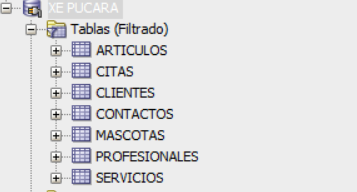 XE PUCARA
Tablas (Filtrado)
ARTICULOS
CITAS
CLIENTES
CONTACTOS
MASCOTAS
PROFESIONALES
SERVICIOS